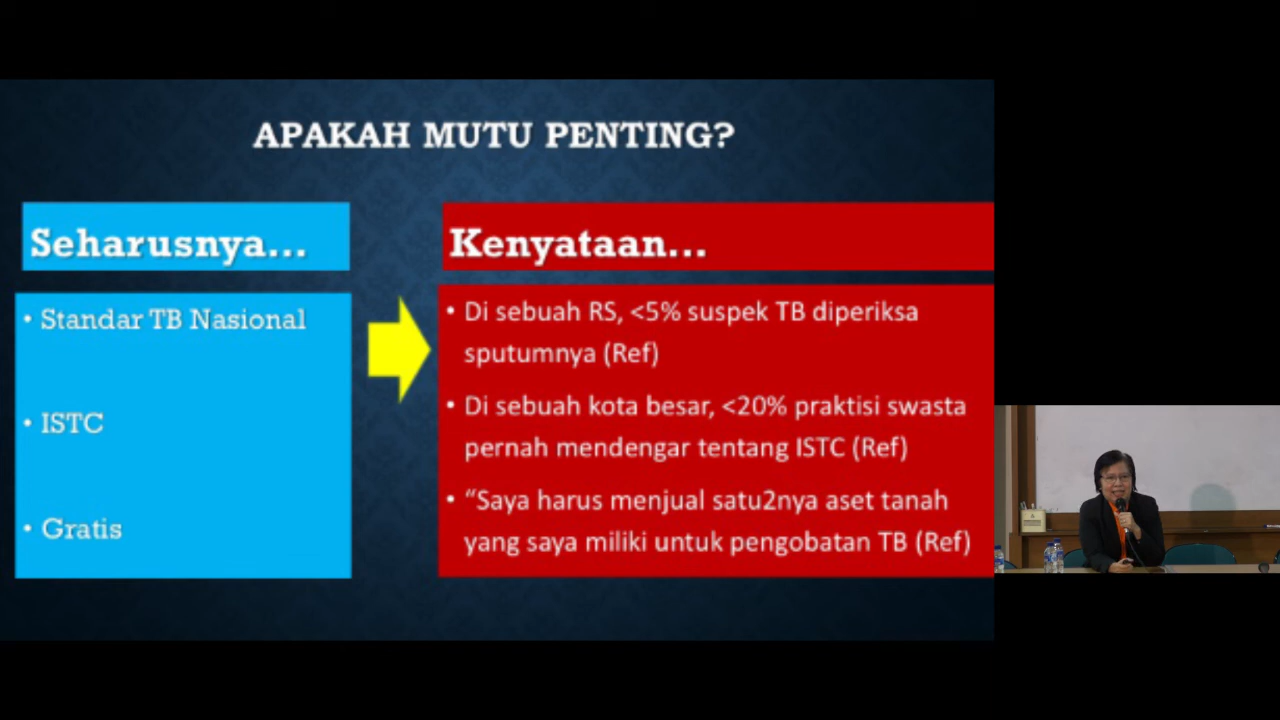 APAKAH MUTU PENTING?
Seharusnya...
• Standar TB Nasional
• ISTC
• Gratis
Kenyataan...
• Di sebuah RS, <5% suspek TB diperiksa
sputumnya (Ref)
• Di sebuah kota besar, <20% praktisi swasta
pernah mendengar tentang ISTC (Ref)
• “Saya harus menjual satu2nya aset tanah
yang saya miliki untuk pengobatan TB (Ref)